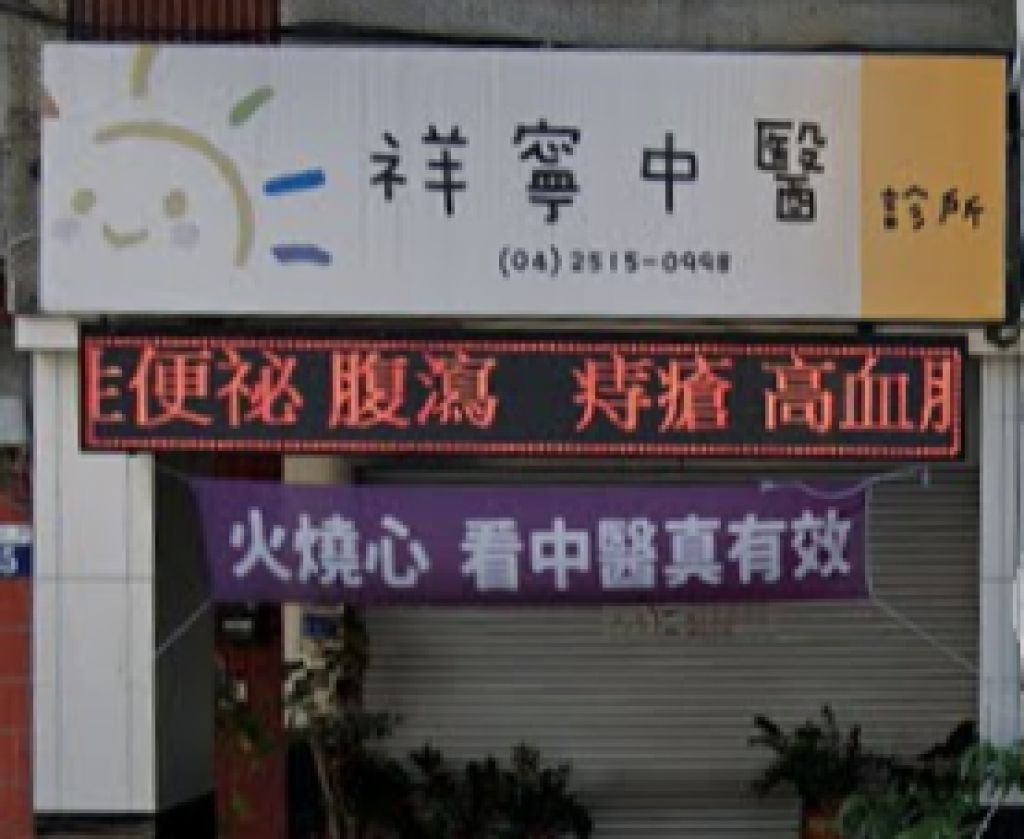 祥寧中醫 診所
(04)2515-0998
便祕 腹瀉 痔瘡 高血
火燒心 看中醫真有效